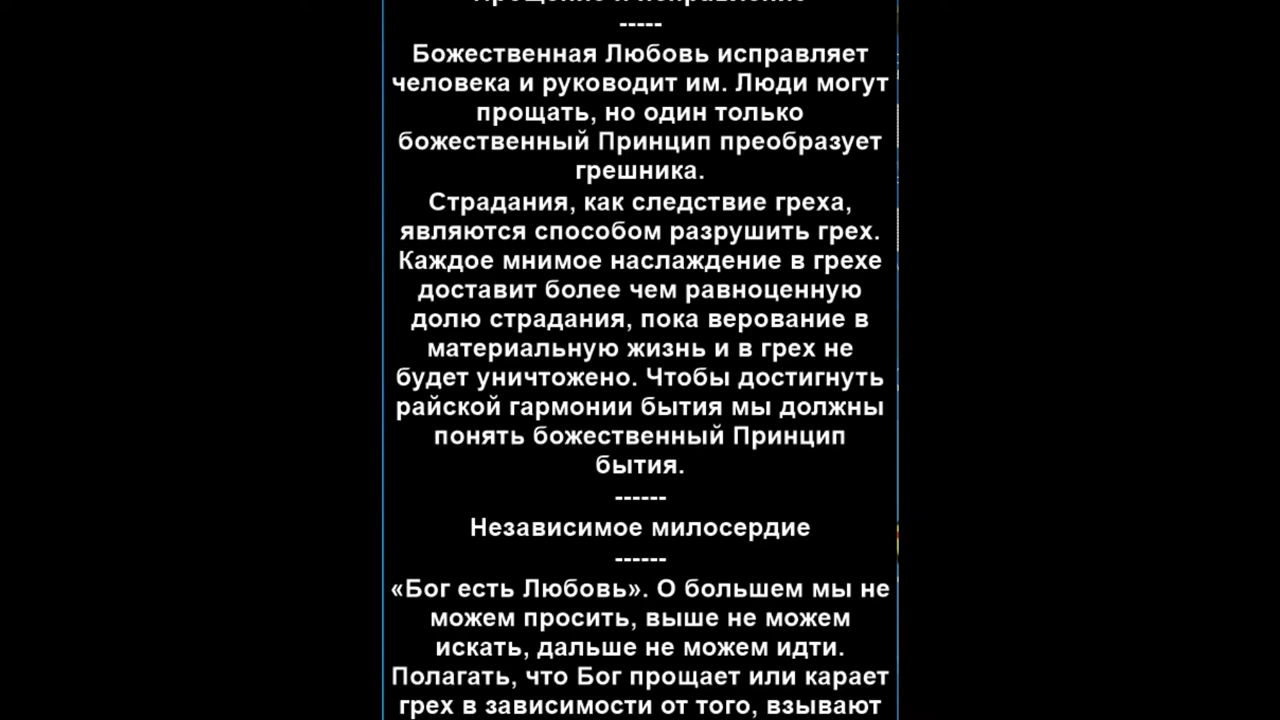 -----
Божественная Любовь исправляет
человека и руководит им. Люди могут
прощать, но один только
божественный Принцип преобразует
грешника.
Страдания, как следствие греха,
являются способом разрушить грех.
Каждое мнимое наслаждение в грехе
доставит более чем равноценную
долю страдания, пока верование в
материальную жизнь и в грех не
будет уничтожено. Чтобы достигнуть
райской гармонии бытия мы должны
понять божественный Принцип
бытия.
------
Независимое милосердие
------
«Бог есть Любовь». О большем мы не
можем просить, выше не можем
искать, дальше не можем идти.
Полагать, что Бог прощает или карает
грех в зависимости от того, взывают